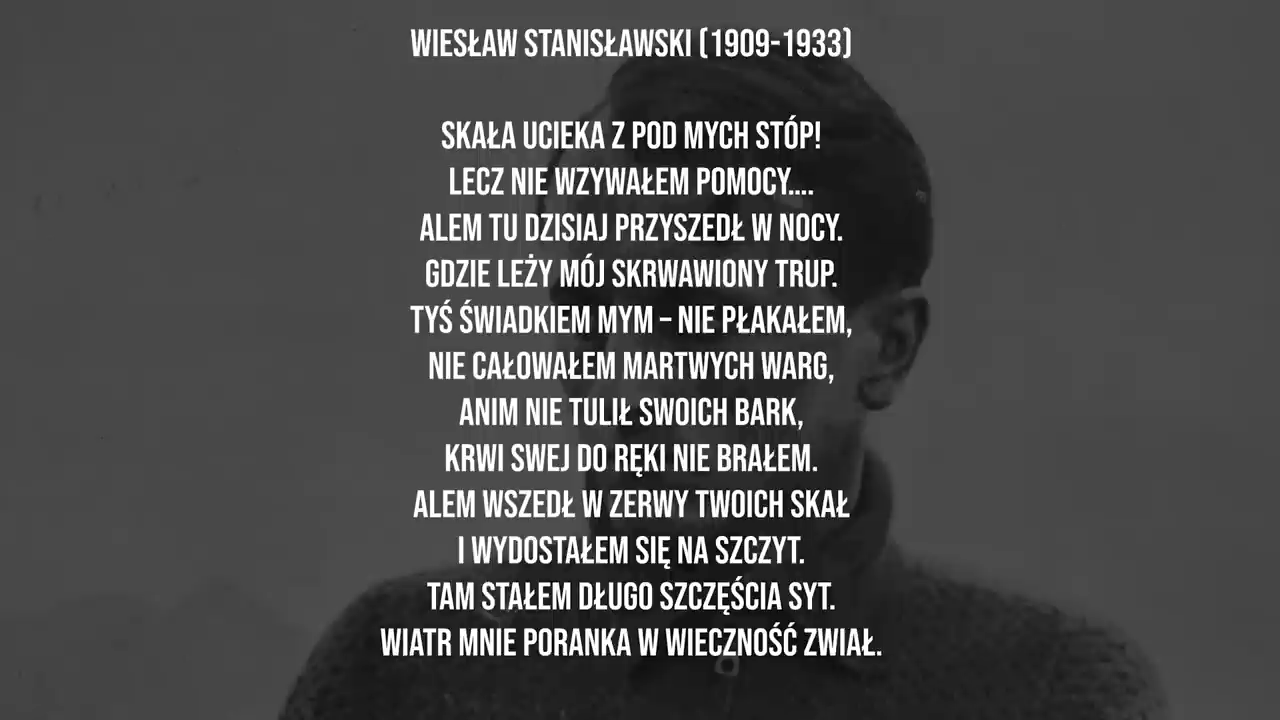 WIESŁAW STANISŁAWSKI (1909-1933)
SKAŁA UCIEKA Z POD MYCH STÓP!
LECZ NIE WZYWAŁEM POMOCY....
ALEM TU DZISIAJ PRZYSZEDŁ W NOCY.
GDZIE LEŻY MÓJ SKRWAWIONY TRUP.
TYŚ ŚWIADKIEM MYM – NIE PŁAKAŁEM,
NIE CAŁOWAŁEM MARTWYCH WARG,
ANIM NIE TULIŁ SWOICH BARK,
KRWI SWEJ DO RĘKI NIE BRAŁEM.
ALEM WSZEDŁ W ZERWY TWOICH SKAŁ
I WYDOSTAŁEM SIĘ NA SZCZYT.
TAM STAŁEM DŁUGO SZCZĘŚCIA SYT.
WIATR MNIE PORANKA W WIECZNOŚĆ ZWIAŁ.